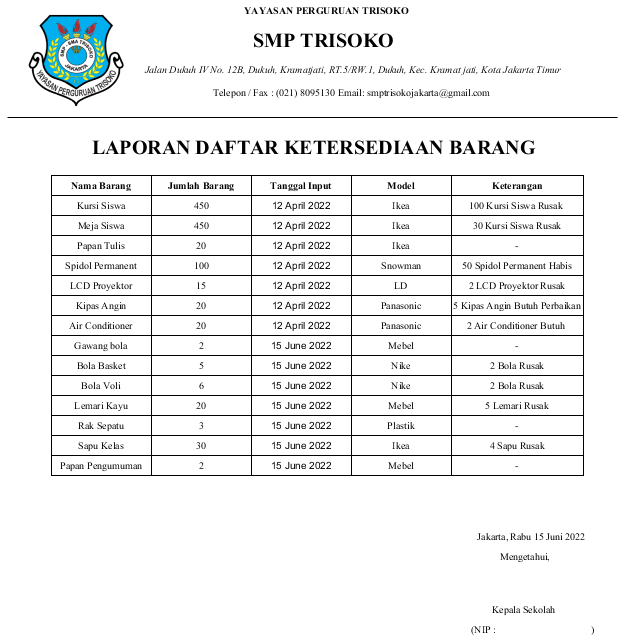 YAYASAN PERGURUAN TRISOKO
SMP TRISOKO
SMP - SMA TRISOKO
JAKARTA
YAYASAN PERGURUAN TRISOKO
Jalan Dukuh IV No. 12B, Dukuh, Kramatjati, RT.5/RW.1, Dukuh, Kec. Kramat jati, Kota Jakarta Timur
Telepon / Fax : (021) 8095130 Email: smptrisokojakarta@gmail.com
LAPORAN DAFTAR KETERSEDIAAN BARANG
Nama Barang Jumlah Barang Tanggal Input Model Keterangan
Kursi Siswa 450 12 April 2022 Ikea 100 Kursi Siswa Rusak
Meja Siswa 450 12 April 2022 Ikea 30 Kursi Siswa Rusak
Papan Tulis 20 12 April 2022 Ikea -
Spidol Permanent 100 12 April 2022 Snowman 50 Spidol Permanent Habis
LCD Proyektor 15 12 April 2022 LD 2 LCD Proyektor Rusak
Kipas Angin 20 12 April 2022 Panasonic 5 Kipas Angin Butuh Perbaikan
Air Conditioner 20 12 April 2022 Panasonic 2 Air Conditioner Butuh
Gawang bola 2 15 June 2022 Mebel -
Bola Basket 5 15 June 2022 Nike 2 Bola Rusak
Bola Voli 6 15 June 2022 Nike 2 Bola Rusak
Lemari Kayu 20 15 June 2022 Mebel 5 Lemari Rusak
Rak Sepatu 3 15 June 2022 Plastik -
Sapu Kelas 30 15 June 2022 Ikea 4 Sapu Rusak
Papan Pengumuman 2 15 June 2022 Mebel -
Jakarta, Rabu 15 Juni 2022
Mengetahui,
Kepala Sekolah
(NIP : )